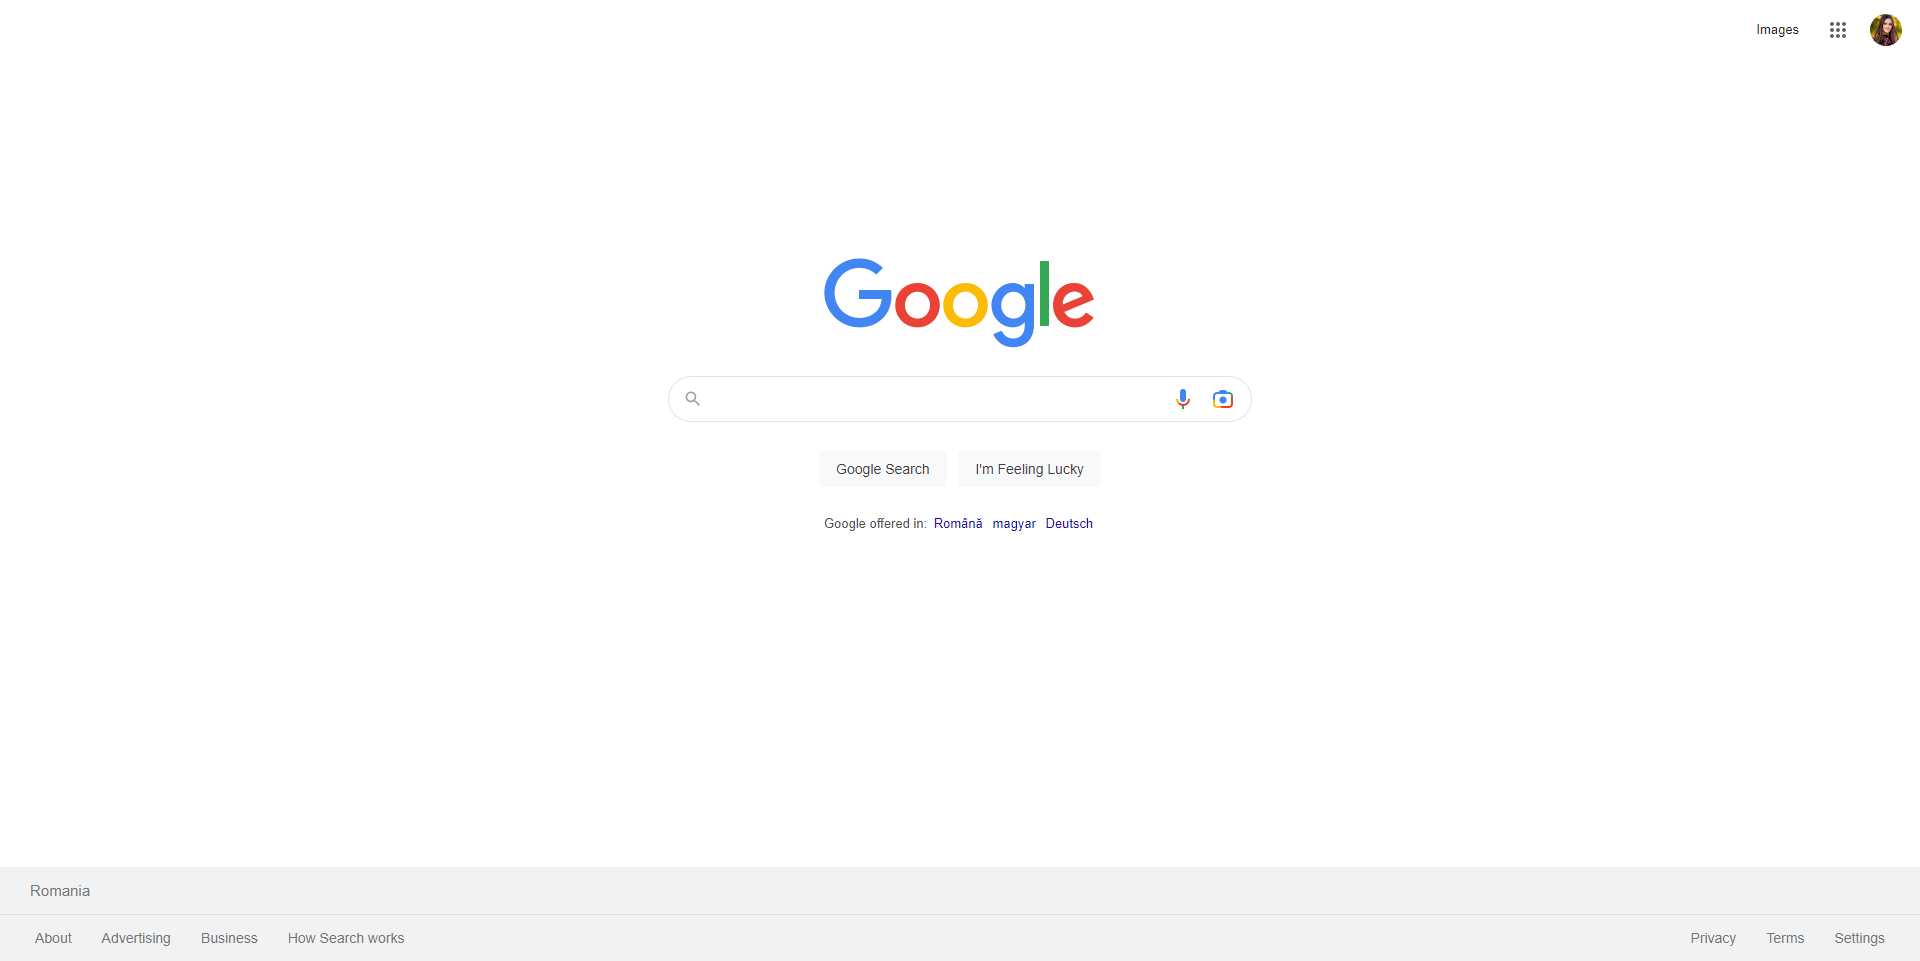 Images
Google
Google Search I'm Feeling Lucky
Google offered in: Română magyar Deutsch
Romania
About Advertising Business How Search works Privacy Terms Settings